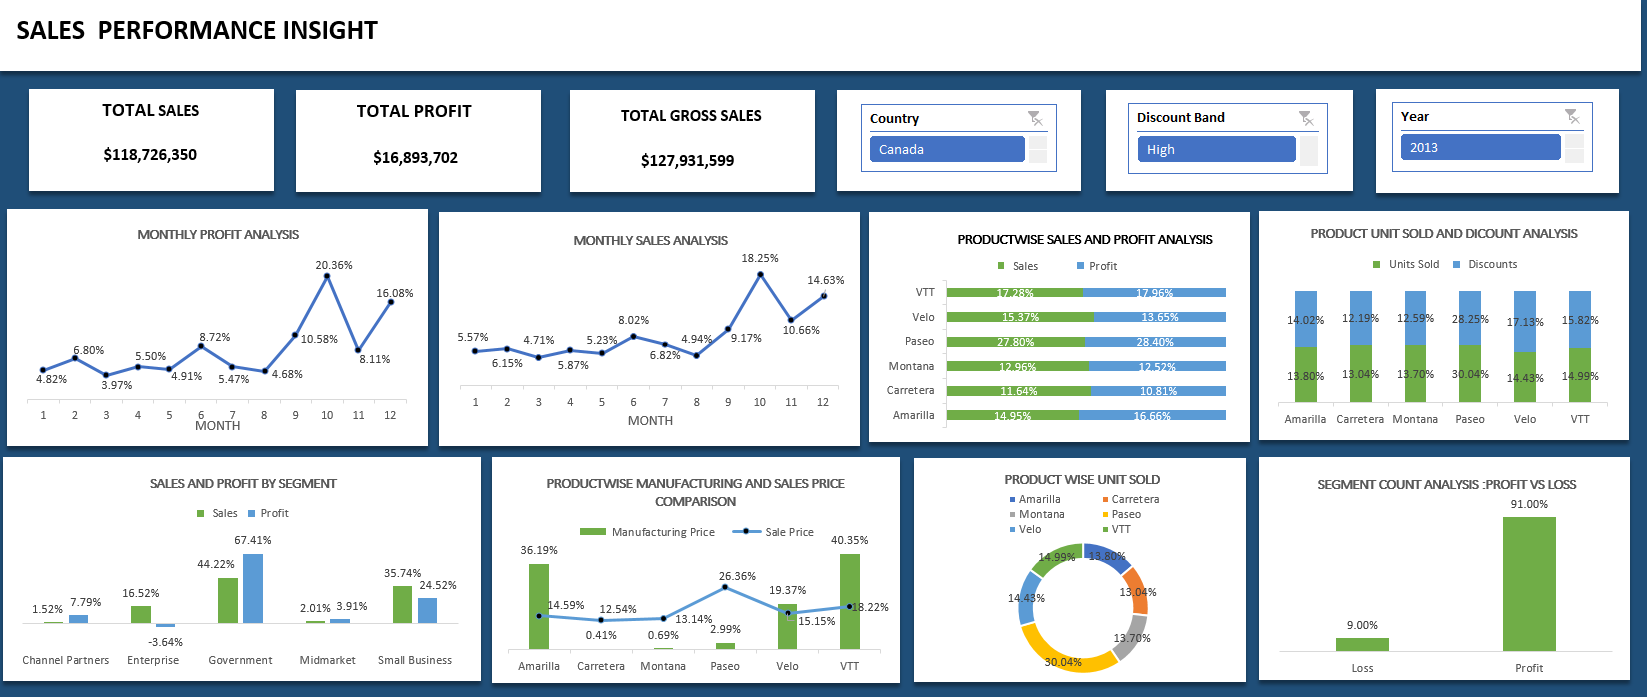 SALES PERFORMANCE INSIGHT
TOTAL SALES
$118,726,350
TOTAL PROFIT
$16,893,702
TOTAL GROSS SALES
$127,931,599
Country
Canada
Discount Band
High
Year
2013
MONTHLY PROFIT ANALYSIS
4.82% 6.80% 3.97% 5.50% 4.91% 8.72% 5.47% 4.68% 10.58% 20.36% 8.11% 16.08%
1 2 3 4 5 6 7 8 9 10 11 12
MONTH
MONTHLY SALES ANALYSIS
5.57% 6.15% 4.71% 5.87% 5.23% 8.02% 6.82% 4.94% 9.17% 18.25% 10.66% 14.63%
1 2 3 4 5 6 7 8 9 10 11 12
MONTH
PRODUCTWISE SALES AND PROFIT ANALYSIS
Sales Profit
VTT 17.28% 17.96%
Velo 15.37% 13.65%
Paseo 27.80% 28.40%
Montana 12.96% 12.52%
Carretera 11.64% 10.81%
Amarilla 14.95% 16.66%
PRODUCT UNIT SOLD AND DICOUNT ANALYSIS
Units Sold Discounts
14.02% 12.19% 12.59% 28.25% 17.13% 15.82%
13.80% 13.04% 13.70% 30.04% 14.43% 14.99%
Amarilla Carretera Montana Paseo Velo VTT
SALES AND PROFIT BY SEGMENT
Sales Profit
1.52% 7.79% 16.52% -3.64% 44.22% 67.41% 2.01% 3.91% 35.74% 24.52%
Channel Partners Enterprise Government Midmarket Small Business
PRODUCTWISE MANUFACTURING AND SALES PRICE
COMPARISON
Manufacturing Price Sale Price
36.19% 0.41% 0.69% 2.99% 19.37% 40.35%
14.59% 12.54% 13.14% 26.36% 15.15% 18.22%
Amarilla Carretera Montana Paseo Velo VTT
PRODUCT WISE UNIT SOLD
Amarilla Carretera
Montana Paseo
Velo VTT
14.99% 13.80%
14.43% 13.04%
13.70%
30.04%
SEGMENT COUNT ANALYSIS :PROFIT VS LOSS
91.00%
9.00%
Loss Profit